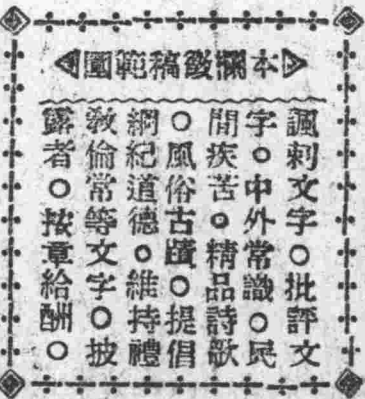 本欄徵稿範圍
諷刺文字○批評文
字○中外常識○民
間疾苦○精品詩歌
○風俗古蹟○提倡
綱紀道德○維持禮
教倫常等文字○披
露者○按章給酬○